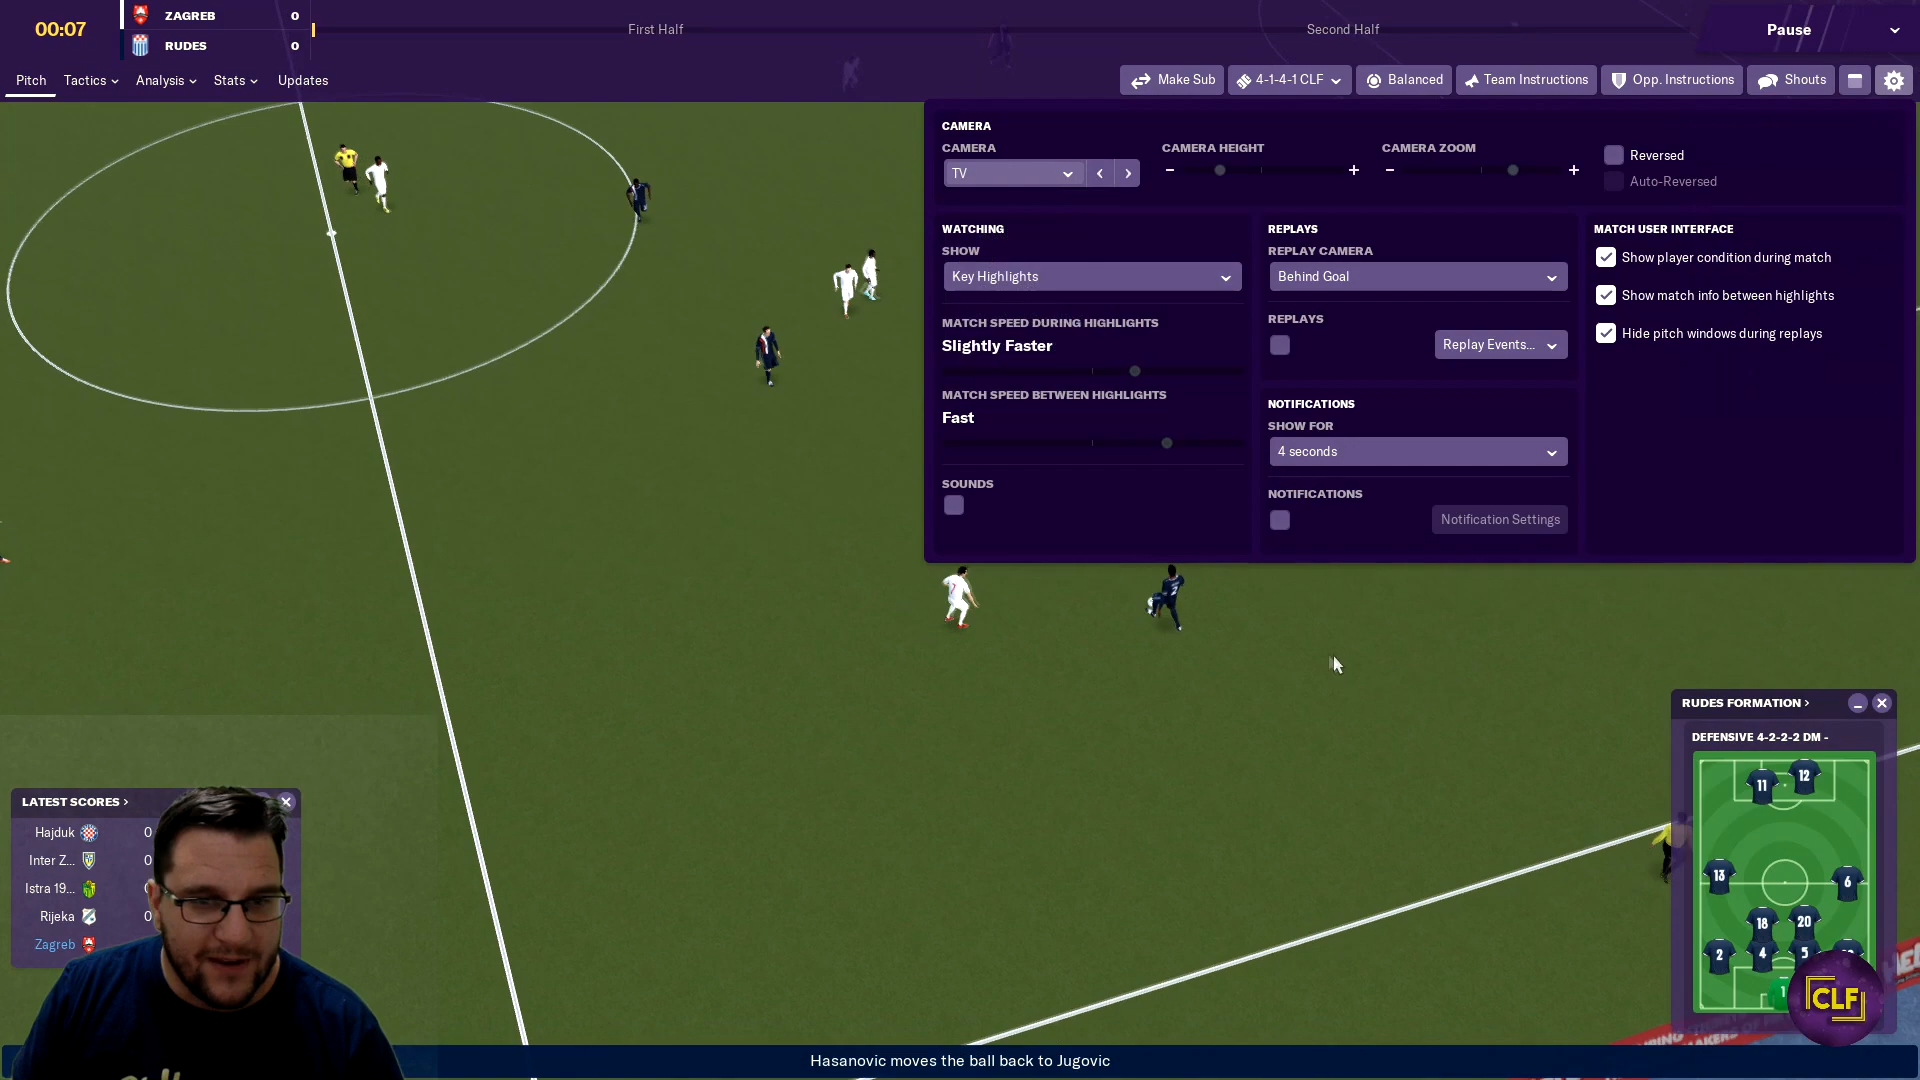 00:07
ZAGREB 0
RUDES 0
First Half
Second Half
Pause
Pitch
Tactics
Analysis
Stats
Updates
Make Sub
4-1-4-1 CLF
Balanced
Team Instructions
Opp. Instructions
Shouts
CAMERA
CAMERA
TV
CAMERA HEIGHT
CAMERA ZOOM
Reversed
Auto-Reversed
WATCHING
SHOW
Key Highlights
MATCH SPEED DURING HIGHLIGHTS
Slightly Faster
MATCH SPEED BETWEEN HIGHLIGHTS
Fast
SOUNDS
REPLAYS
REPLAY CAMERA
Behind Goal
REPLAYS
Replay Events...
NOTIFICATIONS
SHOW FOR
4 seconds
NOTIFICATIONS
Notification Settings
MATCH USER INTERFACE
Show player condition during match
Show match info between highlights
Hide pitch windows during replays
LATEST SCORES >
Hajduk 0
Inter Z... 0
Istra 19...
Rijeka 0
Zagreb
RUDES FORMATION >
DEFENSIVE 4-2-2-2 DM -
11 12
13 6
18 20
2 4 5
1
CLF
Hasanovic moves the ball back to Jugovic